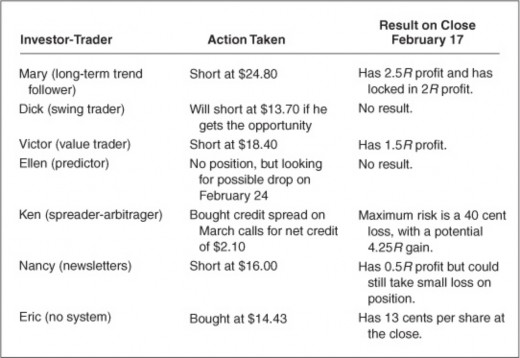 Result on Close
Investor-Trader Action Taken February 17
Mary (long-term trend Short at $24.80 Has 2.5R profit and has
follower) locked in 2R profit.
Dick (swing trader) Will short at $13.70 if he No result.
gets the opportunity
Victor (value trader) Short at $18.40 Has 1.5R profit.
Ellen (predictor) No position, but looking No result.
for possible drop on
February 24
Ken (spreader-arbitrager) Bought credit spread on Maximum risk is a 40 cent
March calls for net credit loss, with a potential
of $2.10 4.25R gain.
Nancy (newsletters) Short at $16.00 Has 0.5R profit but could
still take small loss on
position.
Eric (no system) Bought at $14.43 Has 13 cents per share at
the close.